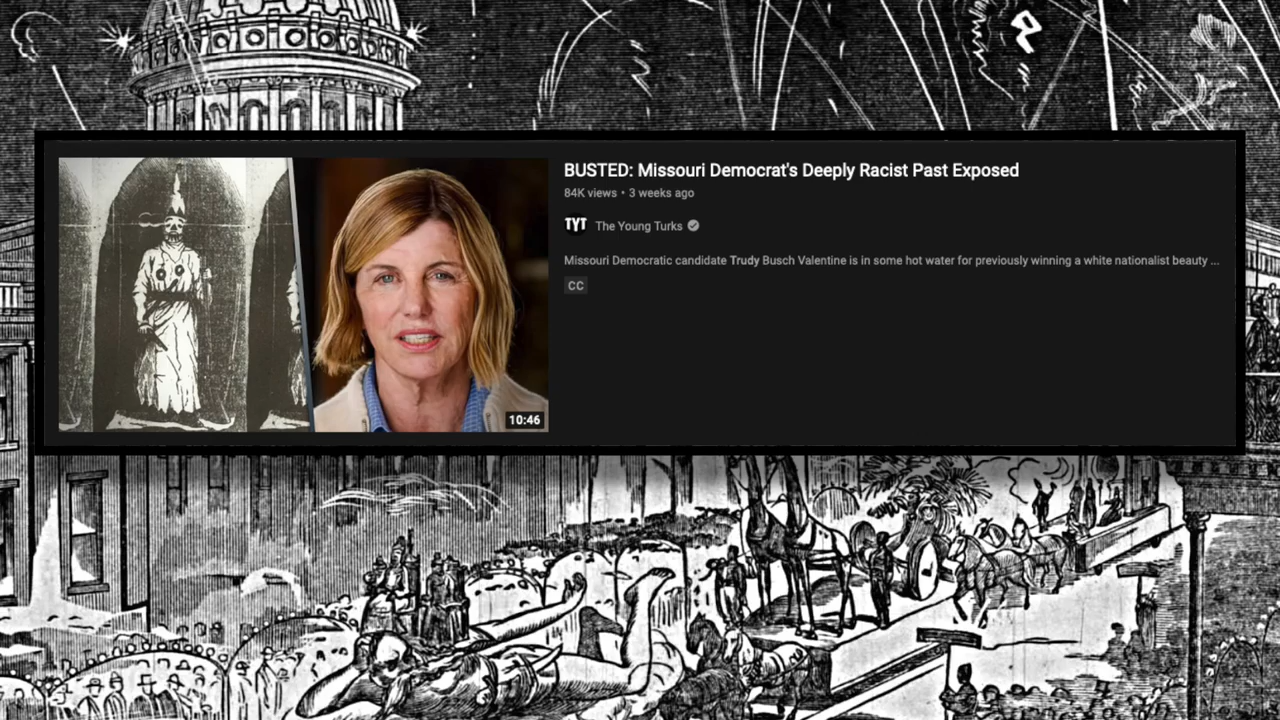 BUSTED: Missouri Democrat's Deeply Racist Past Exposed
84K views • 3 weeks ago
TYT The Young Turks
Missouri Democratic candidate Trudy Busch Valentine is in some hot water for previously winning a white nationalist beauty ...
CC
10:46